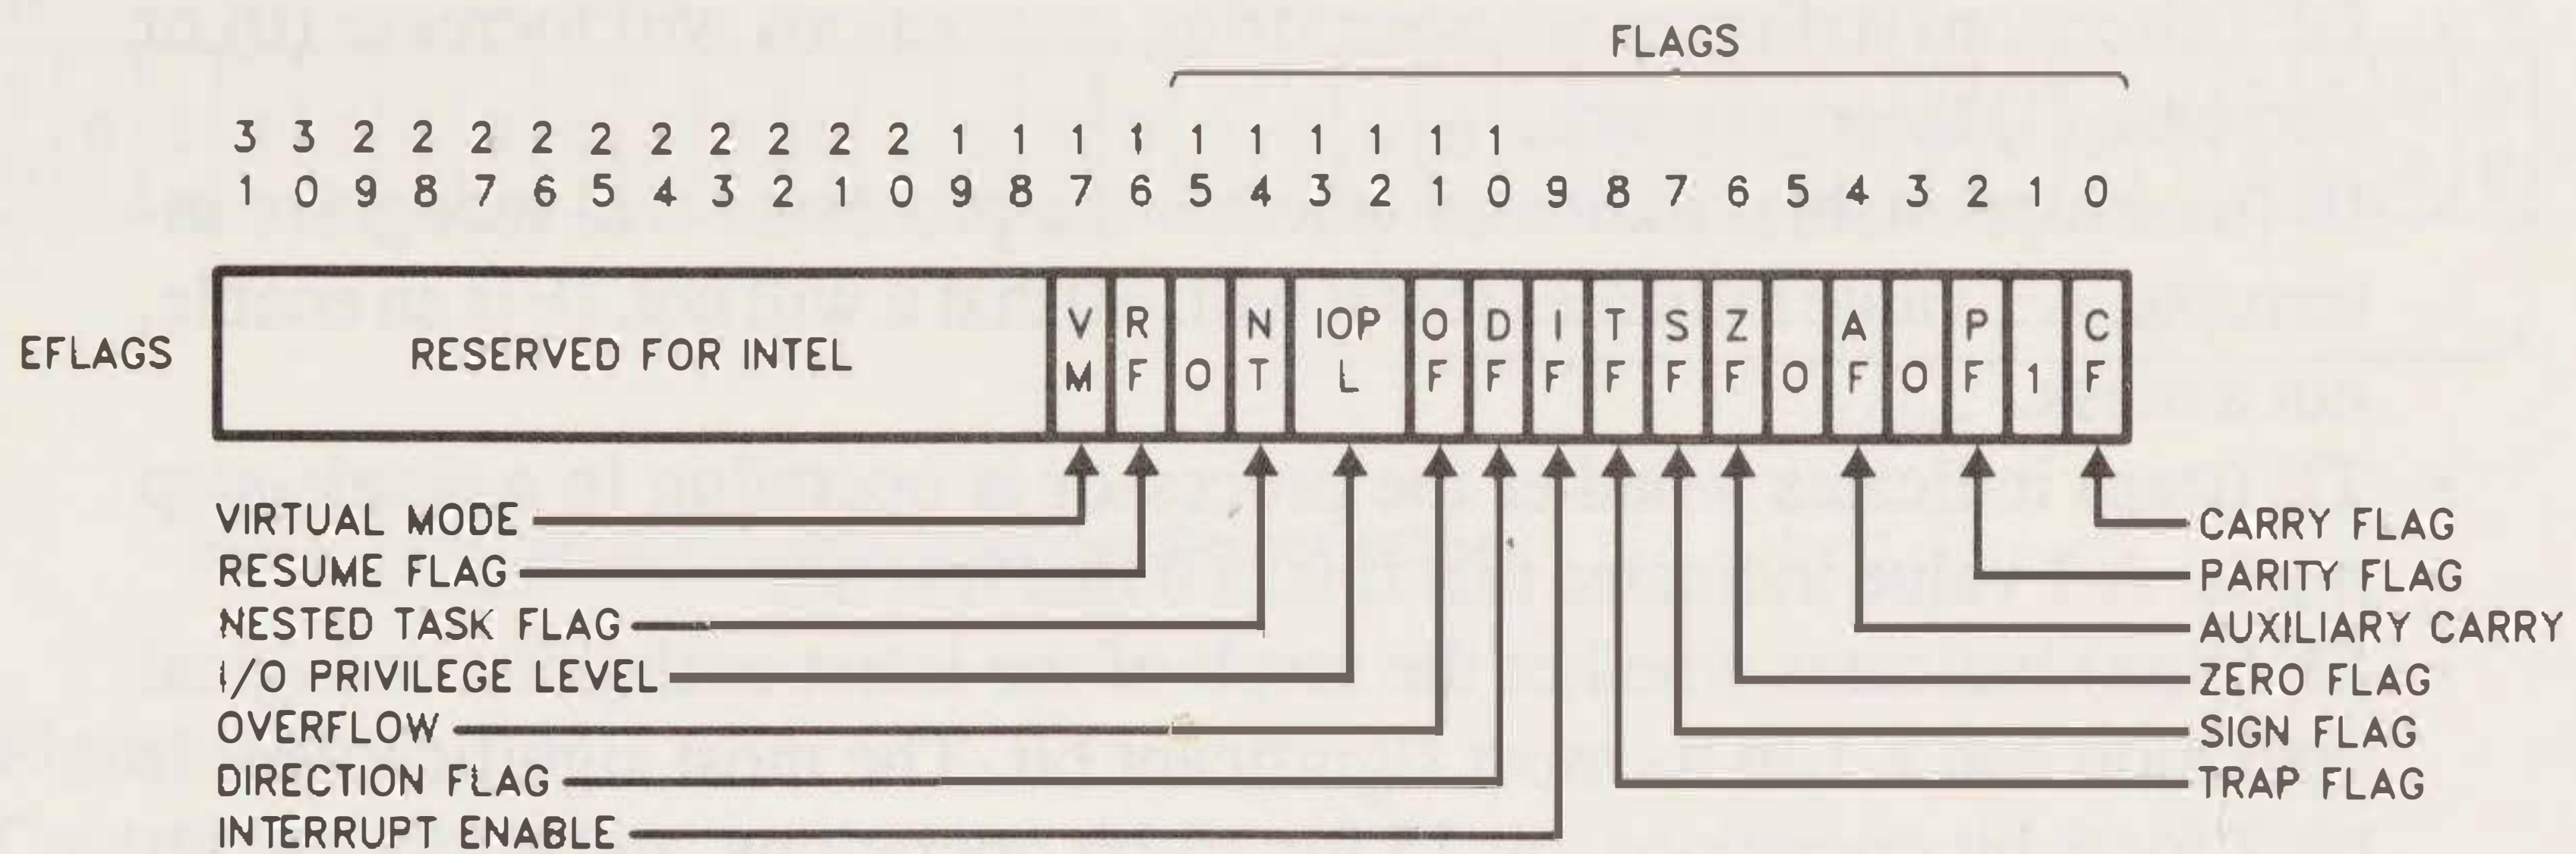 FLAGS
3 3 2 2 2 2 2 2 2 2 2 2 1 1 1 1 1 1 1 1 1 1
1 0 9 8 7 6 5 4 3 2 1 0 9 8 7 6 5 4 3 2 1 0 9 8 7 6 5 4 3 2 1 0
V R N IOP O D I T S Z A P C
EFLAGS RESERVED FOR INTEL
M F 0 T L F F F F F F 0 F 0 F 1 F
VIRTUAL MODE CARRY FLAG
RESUME FLAG PARITY FLAG
NESTED TASK FLAG AUXILIARY CARRY
I/O PRIVILEGE LEVEL ZERO FLAG
OVERFLOW SIGN FLAG
DIRECTION FLAG TRAP FLAG
INTERRUPT ENABLE